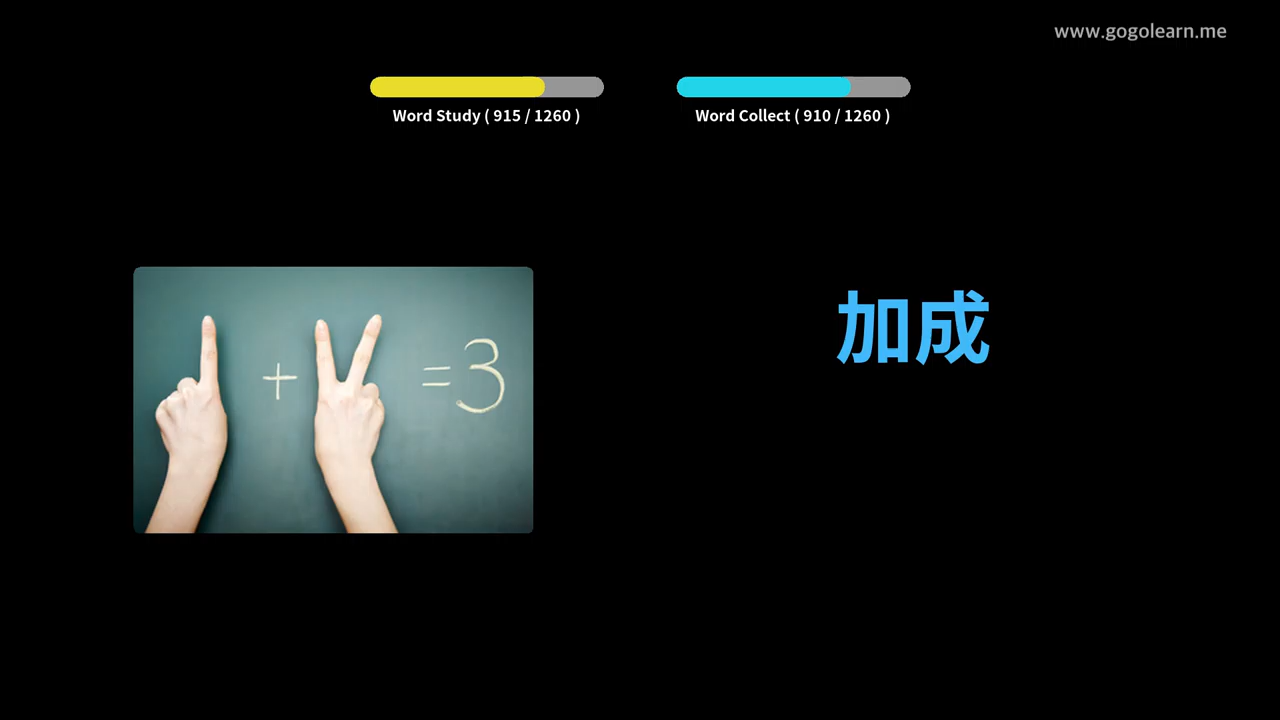 www.gogolearn.me
Word Study ( 915 / 1260 )
Word Collect ( 910 / 1260 )
+ =3
加成